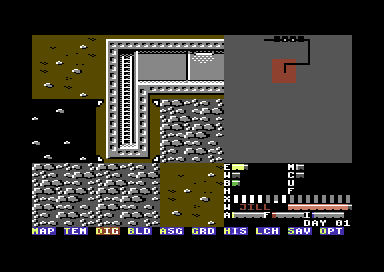 E M
W C
B U
F H
X
W JILL
A F I
DAY 01
MAP TEM DIG BLD ASG GRD HIS LCH SAV OPT